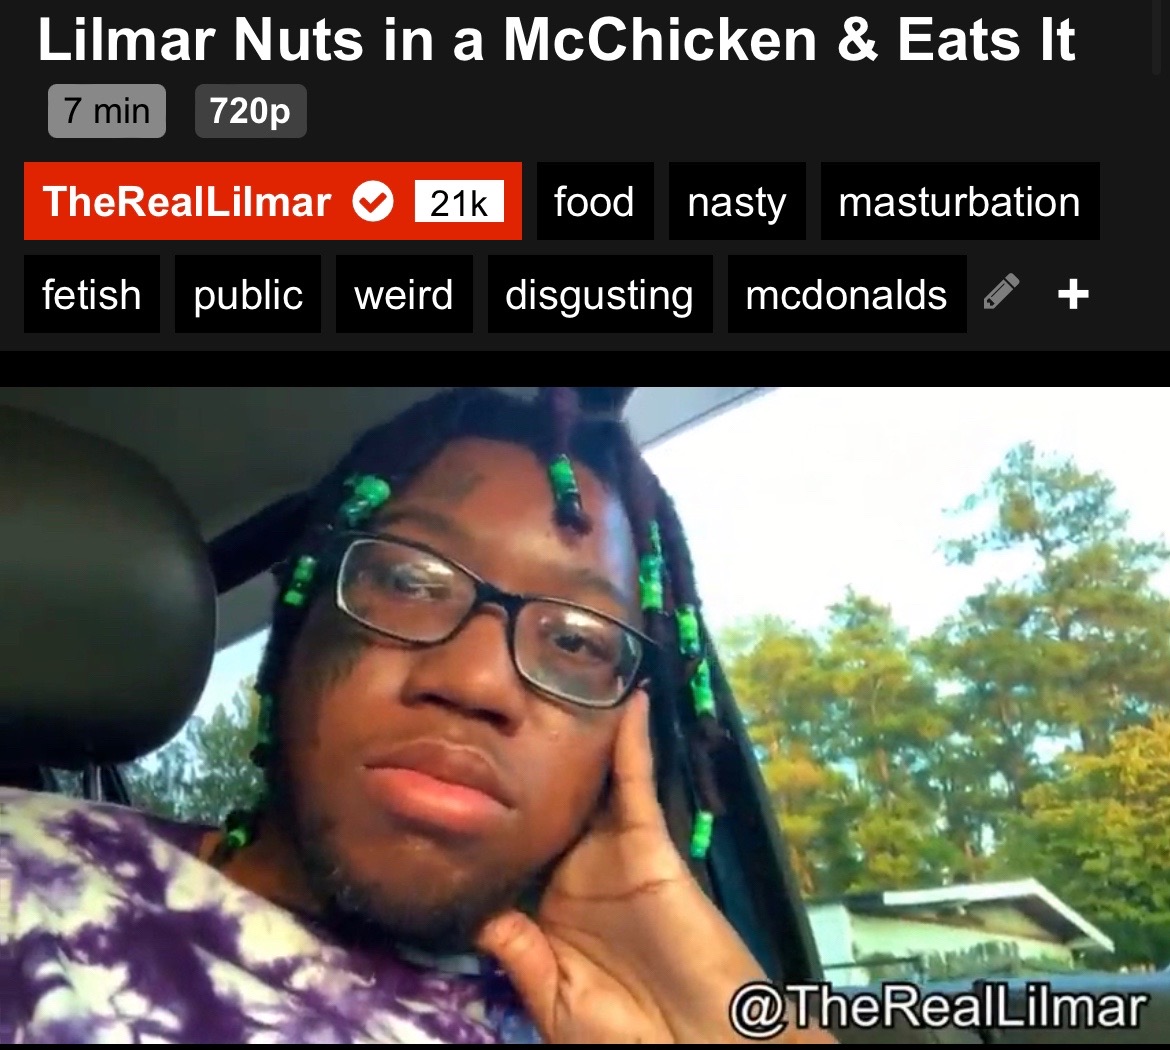 Lilmar Nuts in a McChicken & Eats It
7 min 720p
TheRealLilmar 21k food nasty masturbation
fetish public weird disgusting mcdonalds +
@TheRealLilmar